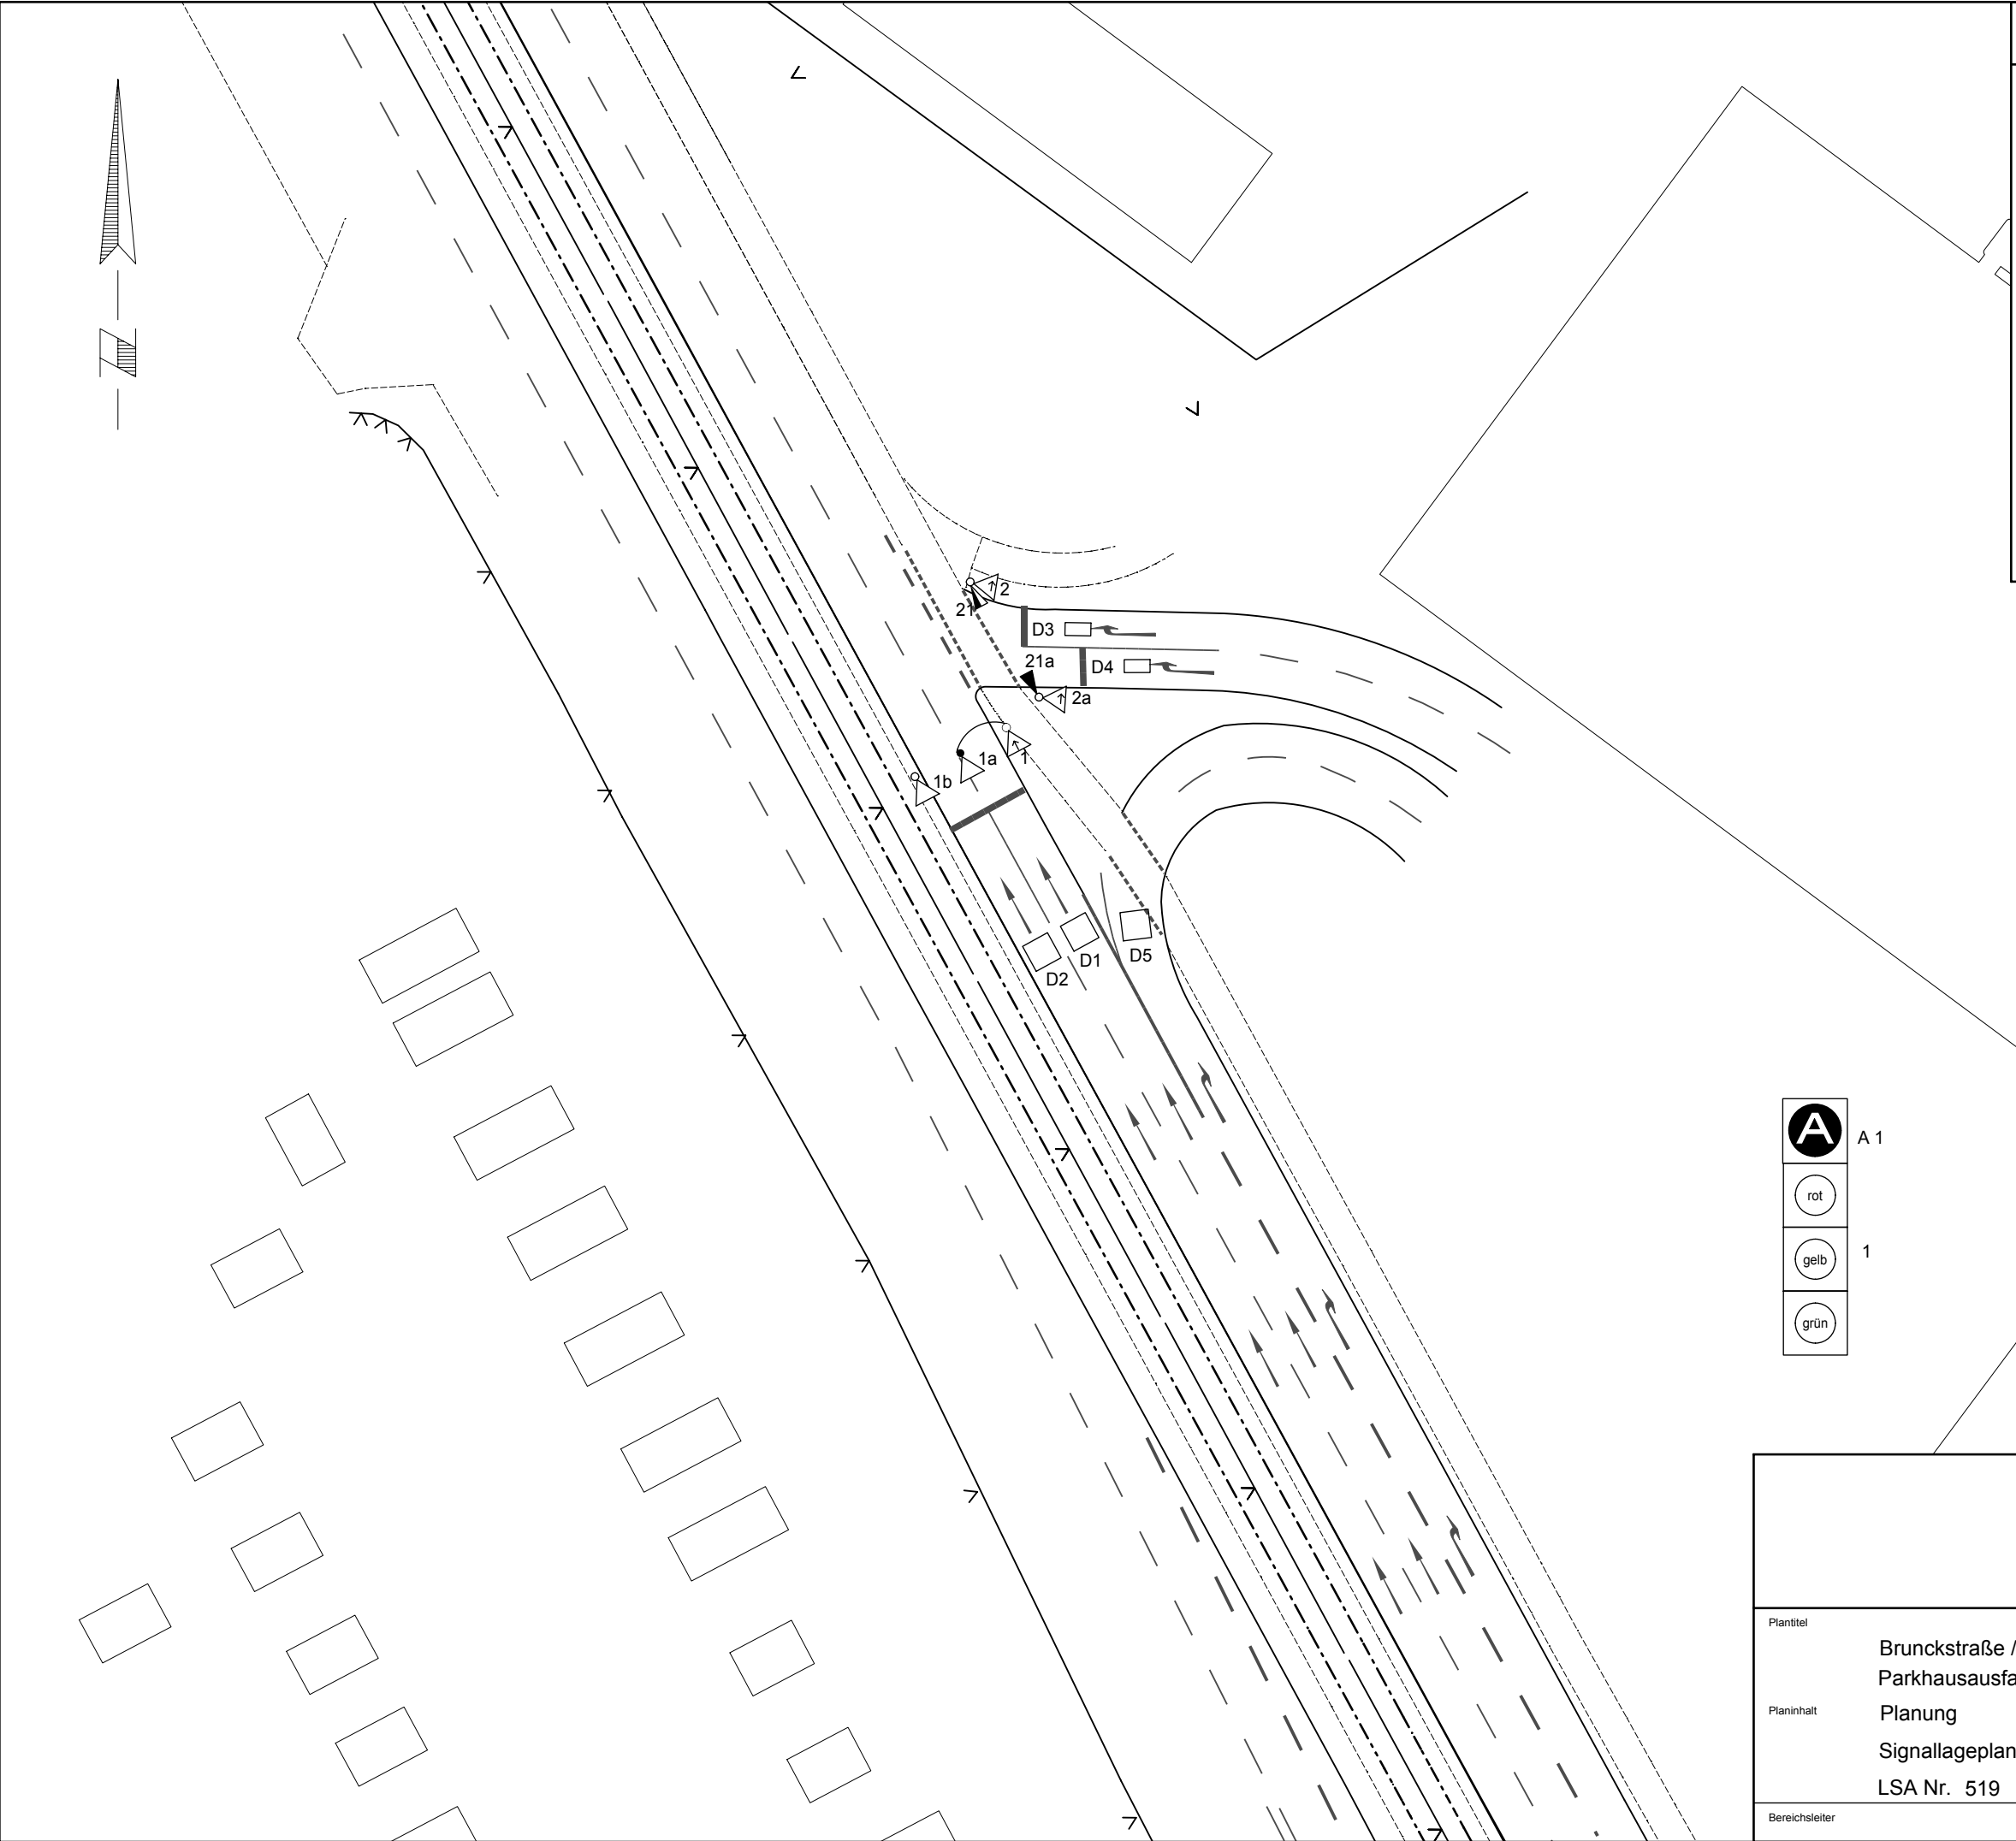 N
2
21
D3
21a
D4
2a
1
1a
1b
D1
D5
D2
A
A 1
rot
gelb
1
grün
Plantitel
Brunckstraße /
Planinhalt
Planung
Signallageplan
LSA Nr. 519
Bereichsleiter